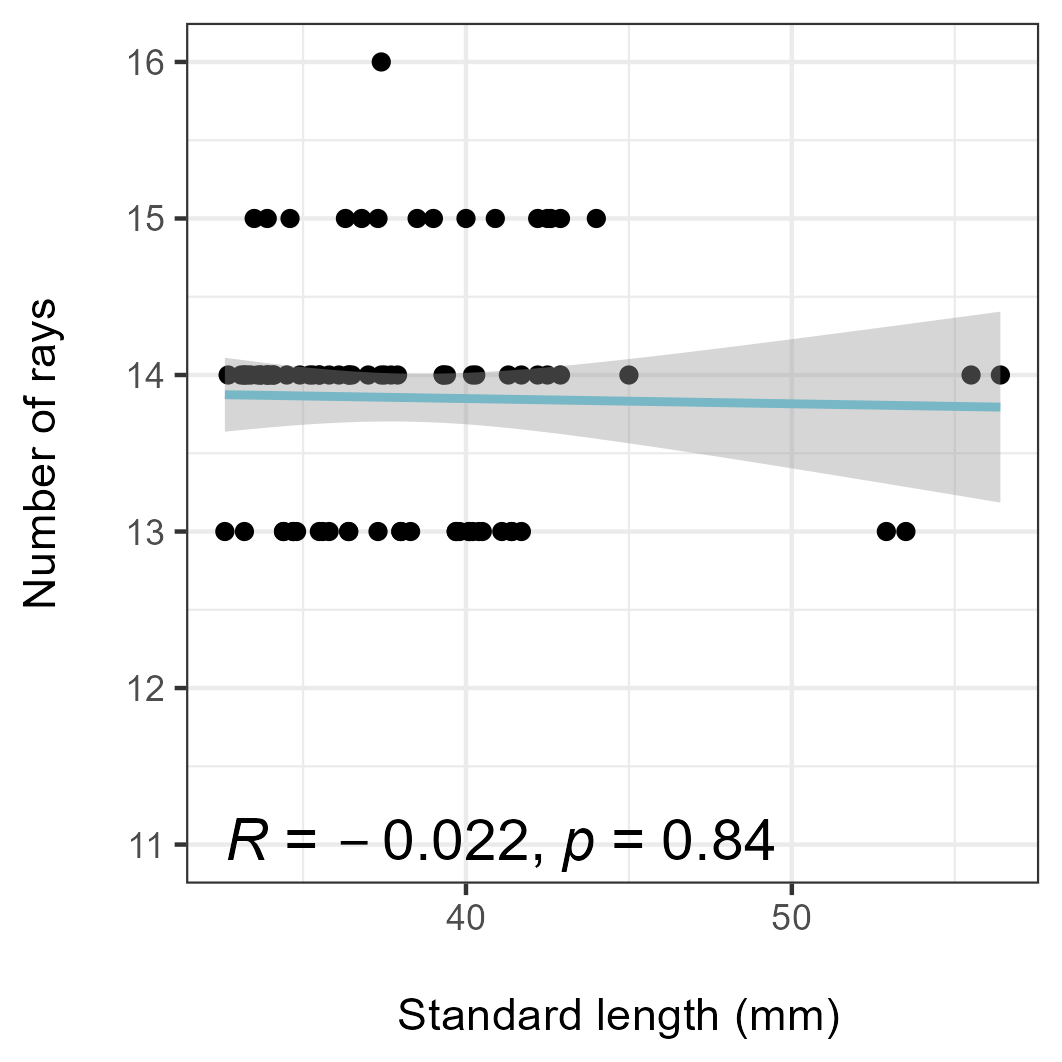 16
15
14
13
12
11
Number of rays
R = − 0.022, p = 0.84
40 50
Standard length (mm)